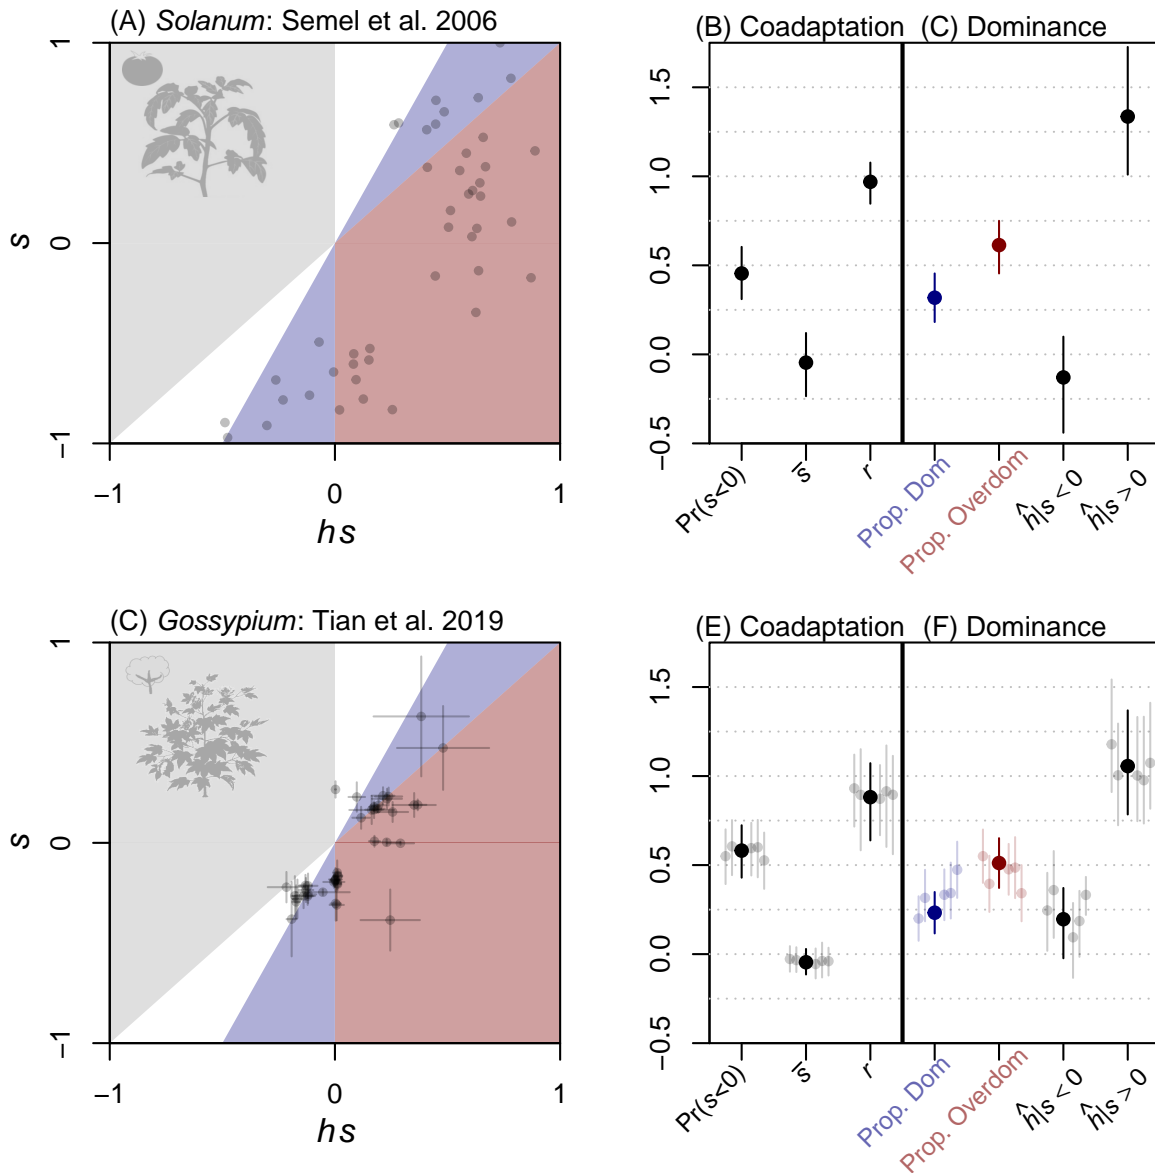 (A) Solanum: Semel et al. 2006
1
0
−1
s
−1
0
1
hs
(B) Coadaptation
(C) Dominance
1.5
1.0
0.5
0.0
−0.5
Pr(s<0)
s̄
r
Prop. Dom
Prop. Overdom
ĥ|s < 0
ĥ|s > 0
(C) Gossypium: Tian et al. 2019
1
0
−1
s
−1
0
1
hs
(E) Coadaptation
(F) Dominance
1.5
1.0
0.5
0.0
−0.5
Pr(s<0)
s̄
r
Prop. Dom
Prop. Overdom
ĥ|s < 0
ĥ|s > 0